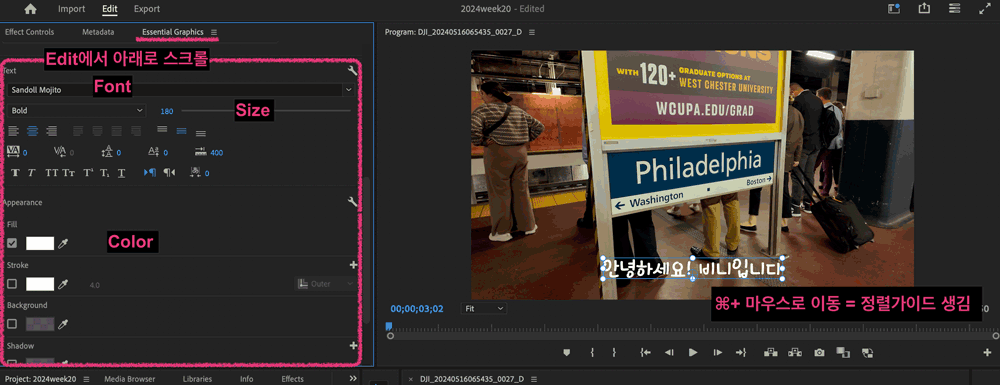 Import
Edit
Export
2024week20 - Edited
Effect Controls
Metadata
Essential Graphics
Program: DJI_20240516065435_0027_D
Edit에서 아래로 스크롤
Text
Font
Sandoll Mojito
Bold
180
Size
0
0
0
0
400
0
Appearance
Fill
Color
Stroke
4.0
Outer
Background
Shadow
WITH 120+ GRADUATE OPTIONS AT
WEST CHESTER UNIVERSITY
WCUPA.EDU/GRAD
Philadelphia
Boston
Washington
안녕하세요! 비니입니다
⌘+ 마우스로 이동 = 정렬가이드 생김
00;00;03;02
Fit
50
Project: 2024week20
Media Browser
Libraries
Info
Effects
DJI_20240516065435_0027_D